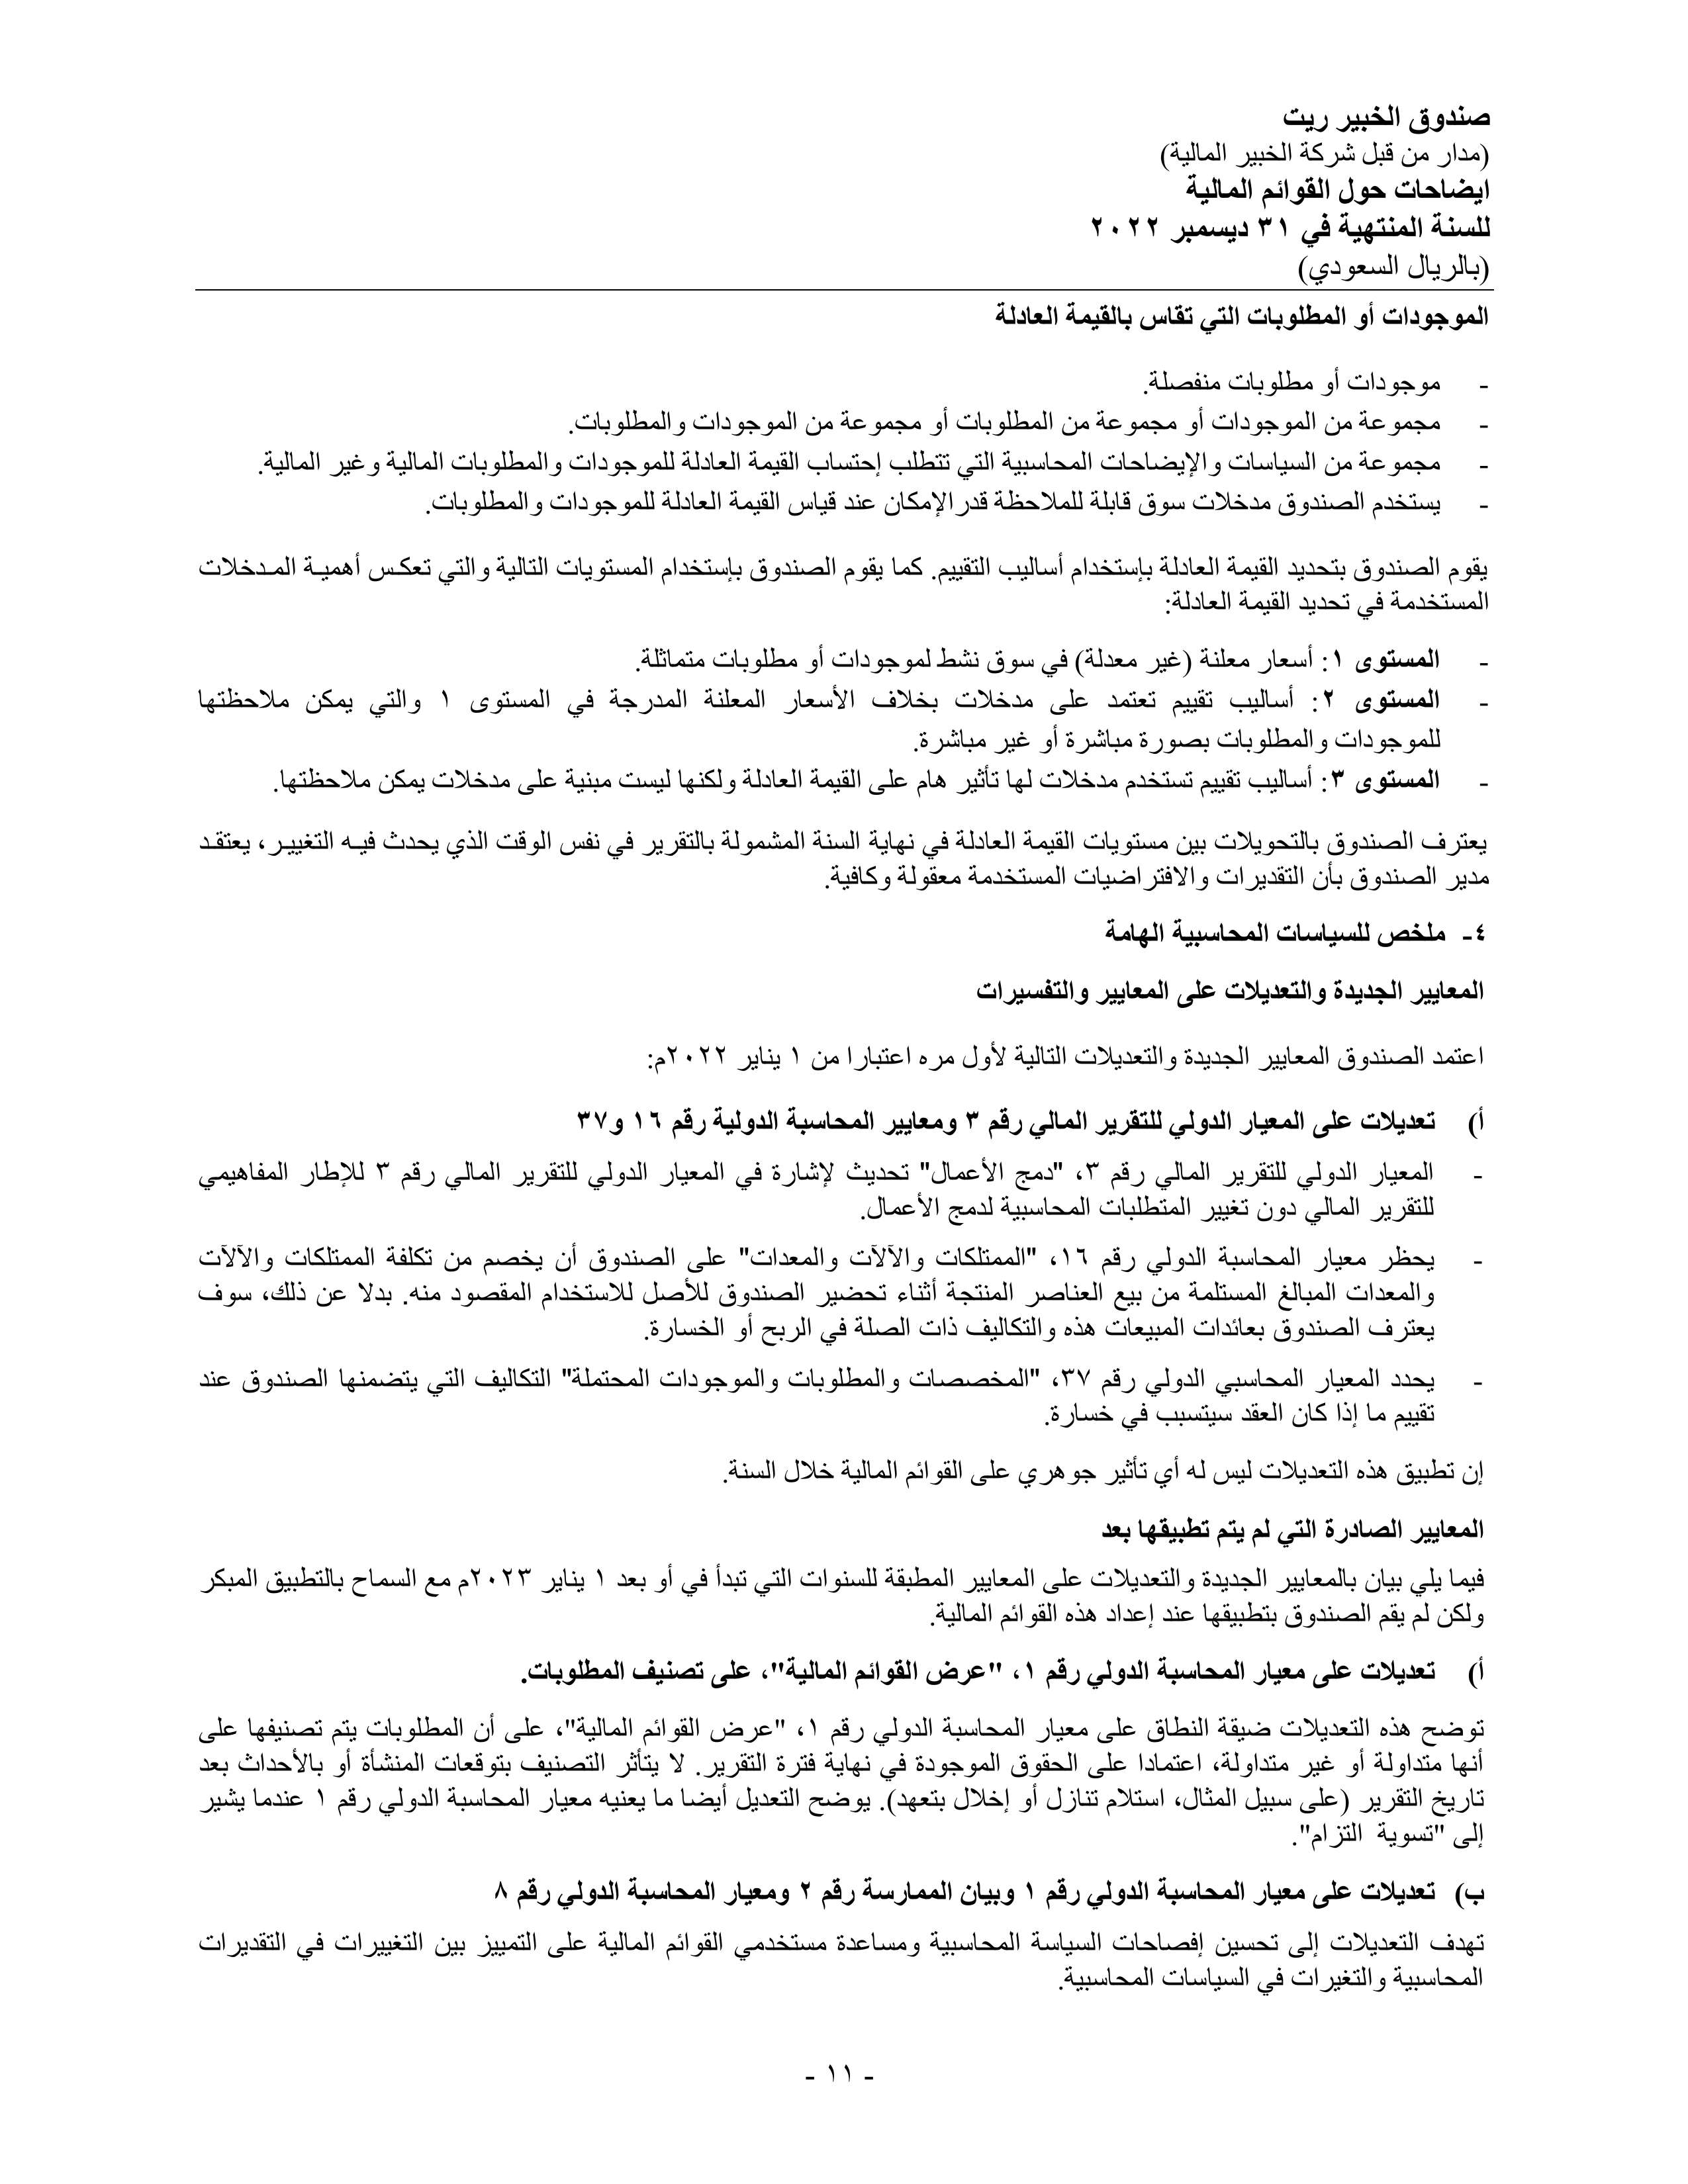 صندوق الخبير ريت
(مدار من قبل شركة الخبير المالية)
ايضاحات حول القوائم المالية
للسنة المنتهية في ٣١ ديسمبر ٢٠٢٢
(بالريال السعودي)
الموجودات أو المطلوبات التي تقاس بالقيمة العادلة
- موجودات أو مطلوبات منفصلة.
- مجموعة من الموجودات أو مجموعة من المطلوبات أو مجموعة من الموجودات والمطلوبات.
- مجموعة من السياسات والإيضاحات المحاسبية التي تتطلب إحتساب القيمة العادلة للموجودات والمطلوبات المالية وغير المالية.
- يستخدم الصندوق مدخلات سوق قابلة للملاحظة قدرالإمكان عند قياس القيمة العادلة للموجودات والمطلوبات.
يقوم الصندوق بتحديد القيمة العادلة بإستخدام أساليب التقييم. كما يقوم الصندوق بإستخدام المستويات التالية والتي تعكـس أهميـة المـدخلات
المستخدمة في تحديد القيمة العادلة:
- المستوى ١: أسعار معلنة (غير معدلة) في سوق نشط لموجودات أو مطلوبات متماثلة.
- المستوى ٢: أساليب تقييم تعتمد على مدخلات بخلاف الأسعار المعلنة المدرجة في المستوى ١ والتي يمكن ملاحظتها
للموجودات والمطلوبات بصورة مباشرة أو غير مباشرة.
- المستوى ٣: أساليب تقييم تستخدم مدخلات لها تأثير هام على القيمة العادلة ولكنها ليست مبنية على مدخلات يمكن ملاحظتها.
يعترف الصندوق بالتحويلات بين مستويات القيمة العادلة في نهاية السنة المشمولة بالتقرير في نفس الوقت الذي يحدث فيـه التغييـر، يعتقـد
مدير الصندوق بأن التقديرات والافتراضيات المستخدمة معقولة وكافية.
٤- ملخص للسياسات المحاسبية الهامة
المعايير الجديدة والتعديلات على المعايير والتفسيرات
اعتمد الصندوق المعايير الجديدة والتعديلات التالية لأول مره اعتبارا من ١ يناير ٢٠٢٢م:
أ) تعديلات على المعيار الدولي للتقرير المالي رقم ٣ ومعايير المحاسبة الدولية رقم ١٦ و٣٧
- المعيار الدولي للتقرير المالي رقم ٣، "دمج الأعمال" تحديث لإشارة في المعيار الدولي للتقرير المالي رقم ٣ للإطار المفاهيمي
للتقرير المالي دون تغيير المتطلبات المحاسبية لدمج الأعمال.
- يحظر معيار المحاسبة الدولي رقم ١٦، "الممتلكات والآلآت والمعدات" على الصندوق أن يخصم من تكلفة الممتلكات والآلآت
والمعدات المبالغ المستلمة من بيع العناصر المنتجة أثناء تحضير الصندوق للأصل للاستخدام المقصود منه. بدلا عن ذلك، سوف
يعترف الصندوق بعائدات المبيعات هذه والتكاليف ذات الصلة في الربح أو الخسارة.
- يحدد المعيار المحاسبي الدولي رقم ٣٧، "المخصصات والمطلوبات والموجودات المحتملة" التكاليف التي يتضمنها الصندوق عند
تقييم ما إذا كان العقد سيتسبب في خسارة.
إن تطبيق هذه التعديلات ليس له أي تأثير جوهري على القوائم المالية خلال السنة.
المعايير الصادرة التي لم يتم تطبيقها بعد
فيما يلي بيان بالمعايير الجديدة والتعديلات على المعايير المطبقة للسنوات التي تبدأ في أو بعد ١ يناير ٢٠٢٣م مع السماح بالتطبيق المبكر
ولكن لم يقم الصندوق بتطبيقها عند إعداد هذه القوائم المالية.
أ) تعديلات على معيار المحاسبة الدولي رقم ١، "عرض القوائم المالية"، على تصنيف المطلوبات.
توضح هذه التعديلات ضيقة النطاق على معيار المحاسبة الدولي رقم ١، "عرض القوائم المالية"، على أن المطلوبات يتم تصنيفها على
أنها متداولة أو غير متداولة، اعتمادا على الحقوق الموجودة في نهاية فترة التقرير. لا يتأثر التصنيف بتوقعات المنشأة أو بالأحداث بعد
تاريخ التقرير (على سبيل المثال، استلام تنازل أو إخلال بتعهد). يوضح التعديل أيضا ما يعنيه معيار المحاسبة الدولي رقم ١ عندما يشير
إلى "تسوية التزام".
ب) تعديلات على معيار المحاسبة الدولي رقم ١ وبيان الممارسة رقم ٢ ومعيار المحاسبة الدولي رقم ٨
تهدف التعديلات إلى تحسين إفصاحات السياسة المحاسبية ومساعدة مستخدمي القوائم المالية على التمييز بين التغييرات في التقديرات
المحاسبية والتغيرات في السياسات المحاسبية.
- ١١ -